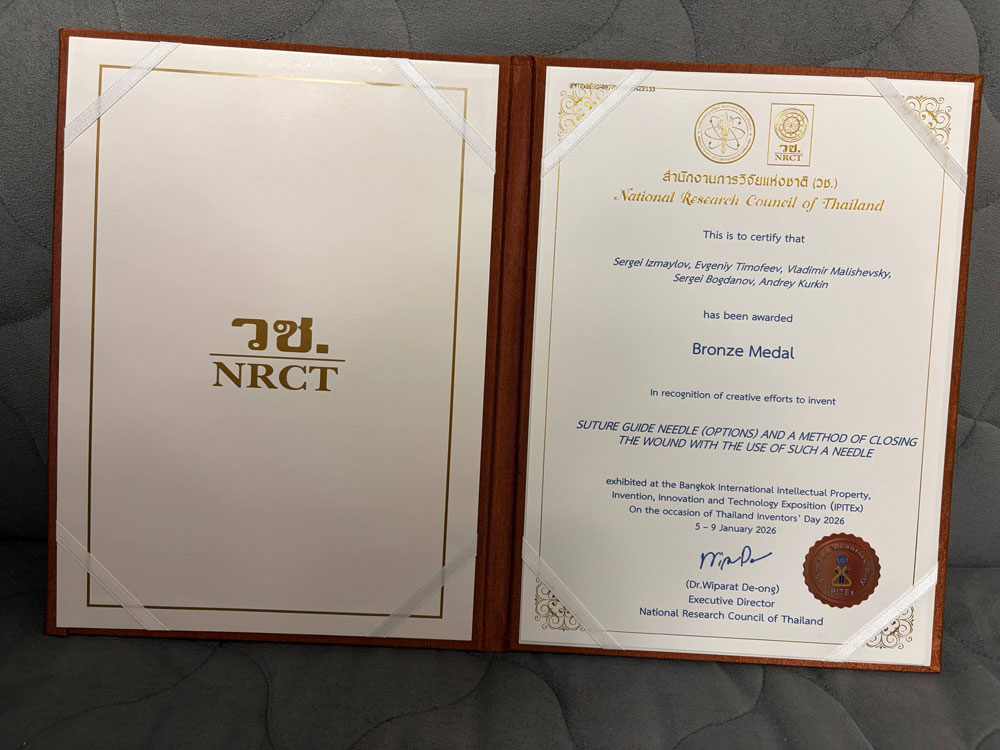 วช.
NRCT
วช.
NRCT
สำนักงานการวิจัยแห่งชาติ (วช.)
National Research Council of Thailand
This is to certify that
Sergei Izmaylov, Evgeniy Timofeev, Vladimir Malishevsky,
Sergei Bogdanov, Andrey Kurkin
has been awarded
Bronze Medal
In recognition of creative efforts to invent
SUTURE GUIDE NEEDLE (OPTIONS) AND A METHOD OF CLOSING
THE WOUND WITH THE USE OF SUCH A NEEDLE
exhibited at the Bangkok International Intellectual Property,
Invention, Innovation and Technology Exposition (IPITEx)
On the occasion of Thailand Inventors' Day 2026
5 – 9 January 2026
(Dr.Wiparat De-ong)
Executive Director
National Research Council of Thailand
IPITEx